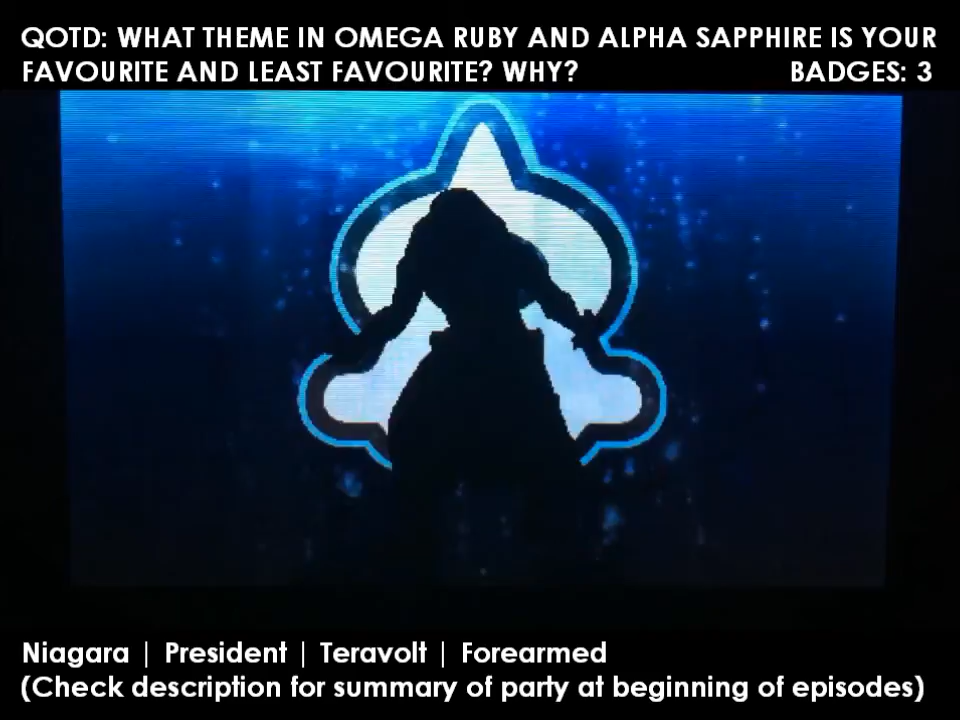 QOTD: WHAT THEME IN OMEGA RUBY AND ALPHA SAPPHIRE IS YOUR
FAVOURITE AND LEAST FAVOURITE? WHY? BADGES: 3
Niagara | President | Teravolt | Forearmed
(Check description for summary of party at beginning of episodes)